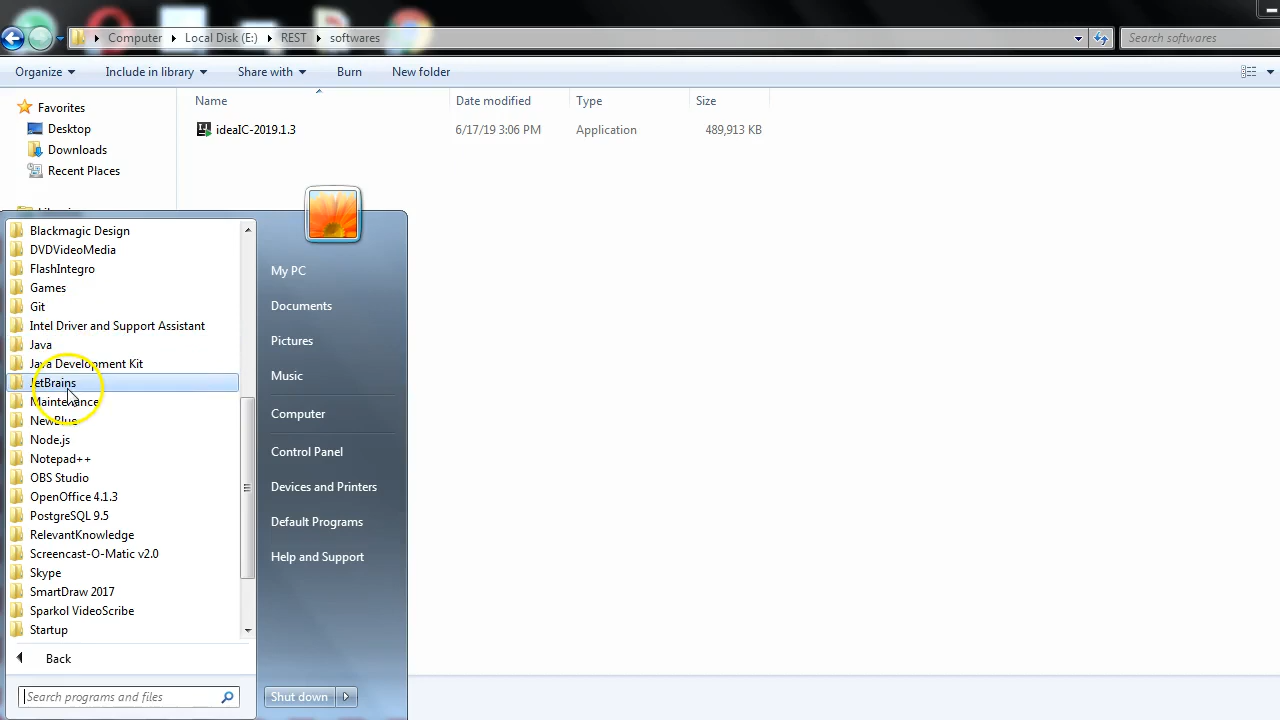 Computer Local Disk (E:) REST softwares Search softwares
Organize Include in library Share with Burn New folder
Favorites
Desktop
Downloads
Recent Places
Name Date modified Type Size
ideaIC-2019.1.3 6/17/19 3:06 PM Application 489,913 KB
Blackmagic Design
DVDVideoMedia
FlashIntegro
Games
Git
Intel Driver and Support Assistant
Java
Java Development Kit
JetBrains
Maintenance
NewBlue
Node.js
Notepad++
OBS Studio
OpenOffice 4.1.3
PostgreSQL 9.5
RelevantKnowledge
Screencast-O-Matic v2.0
Skype
SmartDraw 2017
Sparkol VideoScribe
Startup
Back
Search programs and files
My PC
Documents
Pictures
Music
Computer
Control Panel
Devices and Printers
Default Programs
Help and Support
Shut down